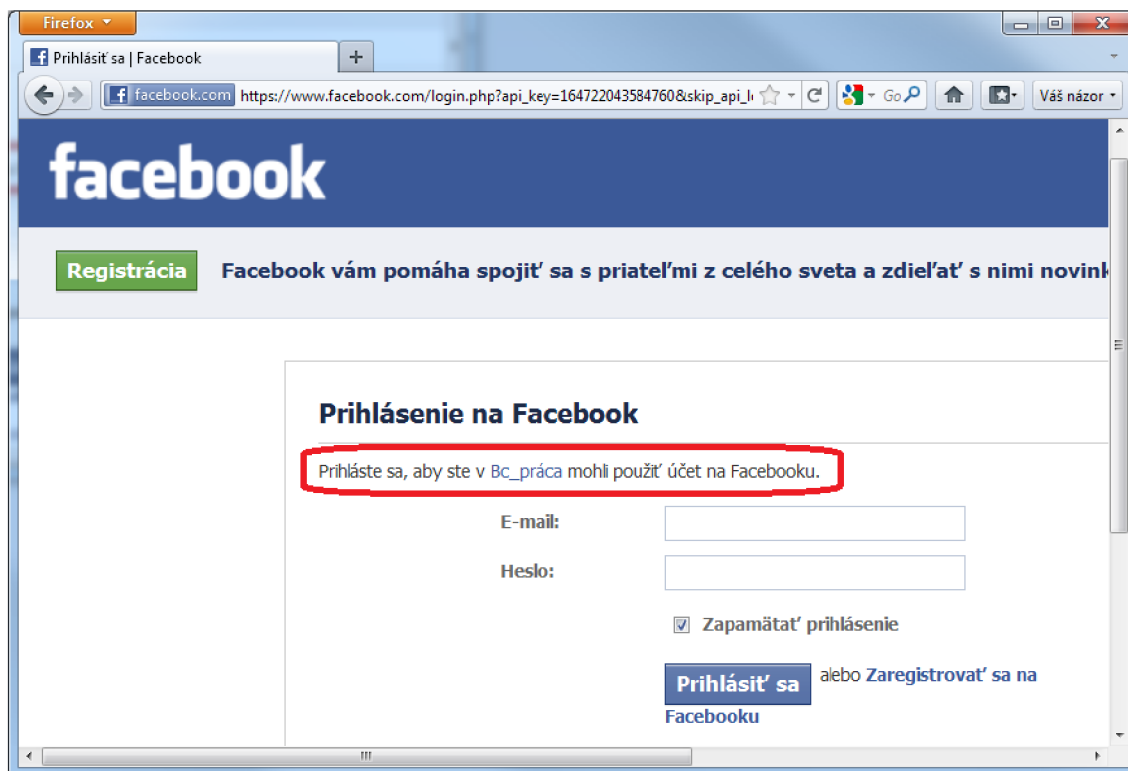 Firefox
Prihlásiť sa | Facebook
facebook.com https://www.facebook.com/login.php?api_key=164722043584760&skip_api_l Go Váš názor
facebook
Registrácia Facebook vám pomáha spojiť sa s priateľmi z celého sveta a zdieľať s nimi novink
Prihlásenie na Facebook
Prihláste sa, aby ste v Bc_práca mohli použiť účet na Facebooku.
E-mail:
Heslo:
Zapamätať prihlásenie
Prihlásiť sa alebo Zaregistrovať sa na
Facebooku